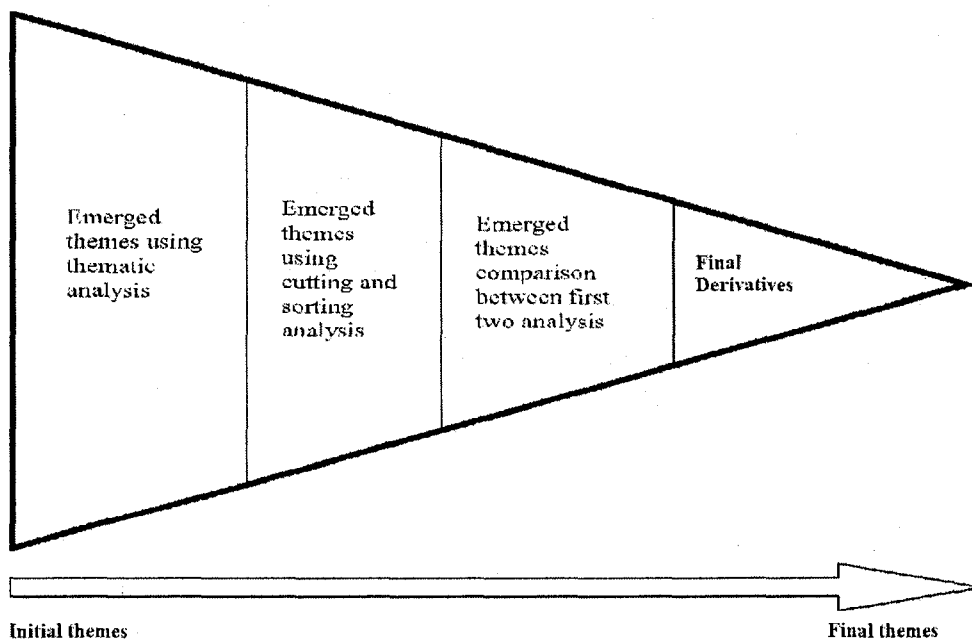 Emerged
themes using
thematic
analysis
Emerged
themes
using
cutting and
sorting
analysis
Emerged
themes
comparison
between first
two analysis
Final
Derivatives
Initial themes
Final themes